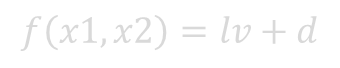 f(x1,x2) = lv + d